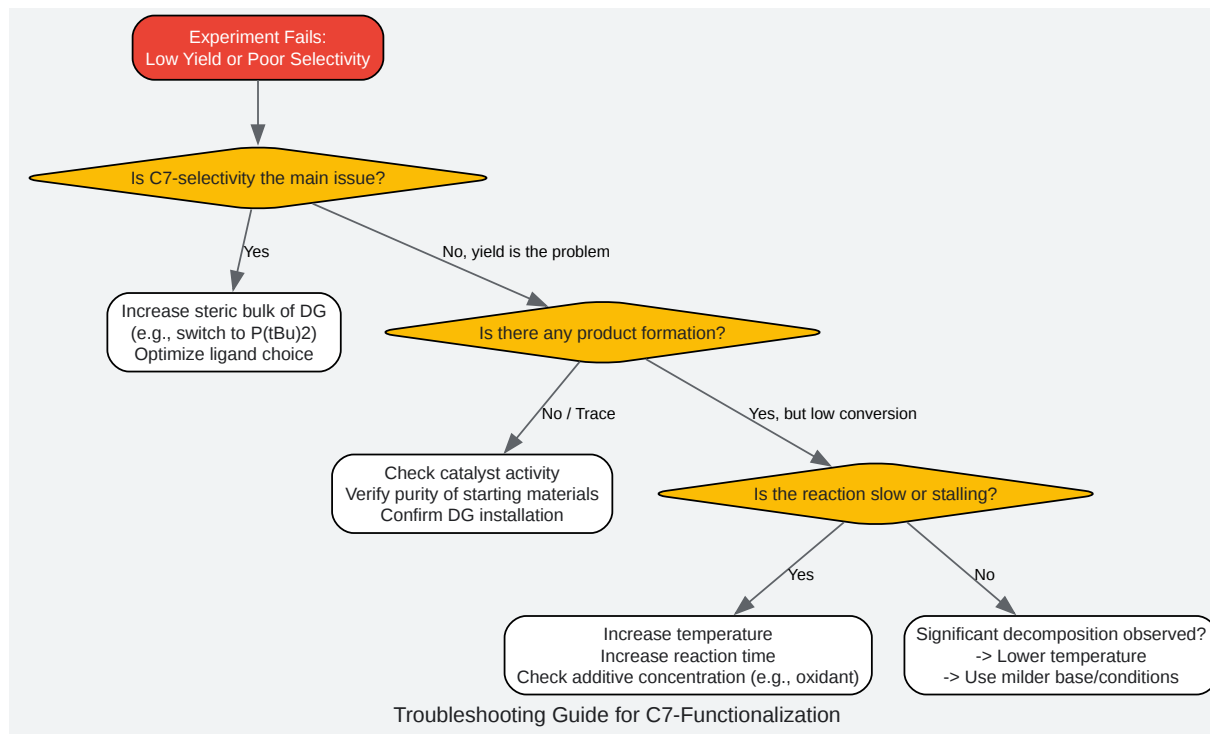 Experiment Fails:
Low Yield or Poor Selectivity
Is C7-selectivity the main issue?
Yes
No, yield is the problem
Increase steric bulk of DG
(e.g., switch to P(tBu)2)
Optimize ligand choice
Is there any product formation?
No / Trace
Yes, but low conversion
Check catalyst activity
Verify purity of starting materials
Confirm DG installation
Is the reaction slow or stalling?
Yes
No
Increase temperature
Increase reaction time
Check additive concentration (e.g., oxidant)
Significant decomposition observed?
-> Lower temperature
-> Use milder base/conditions
Troubleshooting Guide for C7-Functionalization